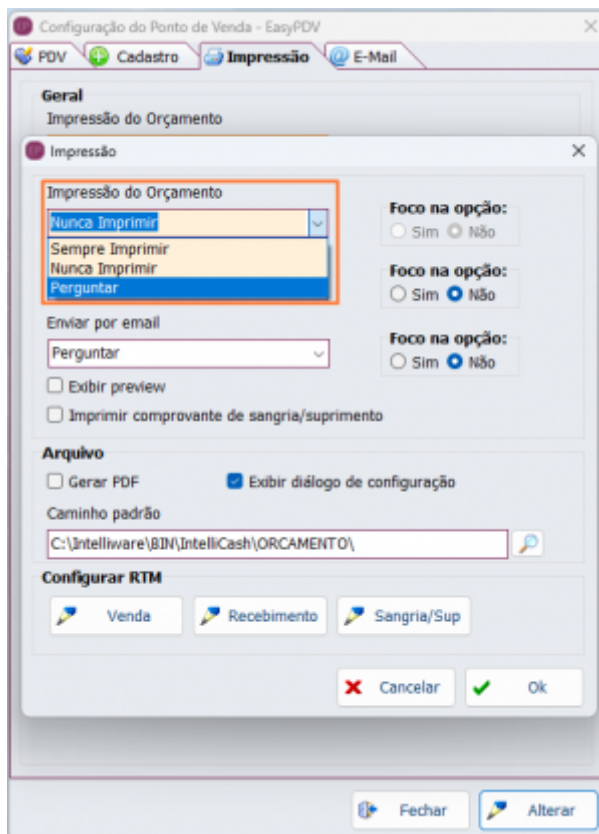 Configuração do Ponto de Venda - EasyPDV
PDV Cadastro Impressão E-Mail
Geral
Impressão do Orçamento
Impressão
Impressão do Orçamento
Nunca Imprimir
Sempre Imprimir
Nunca Imprimir
Perguntar
Foco na opção:
Sim Não
Foco na opção:
Sim Não
Enviar por email
Perguntar
Foco na opção:
Sim Não
Exibir preview
Imprimir comprovante de sangria/suprimento
Arquivo
Gerar PDF Exibir diálogo de configuração
Caminho padrão
C:\Intelliware\BIN\IntelliCash\ORCAMENTO\
Configurar RTM
Venda Recebimento Sangria/Sup
Cancelar Ok
Fechar Alterar